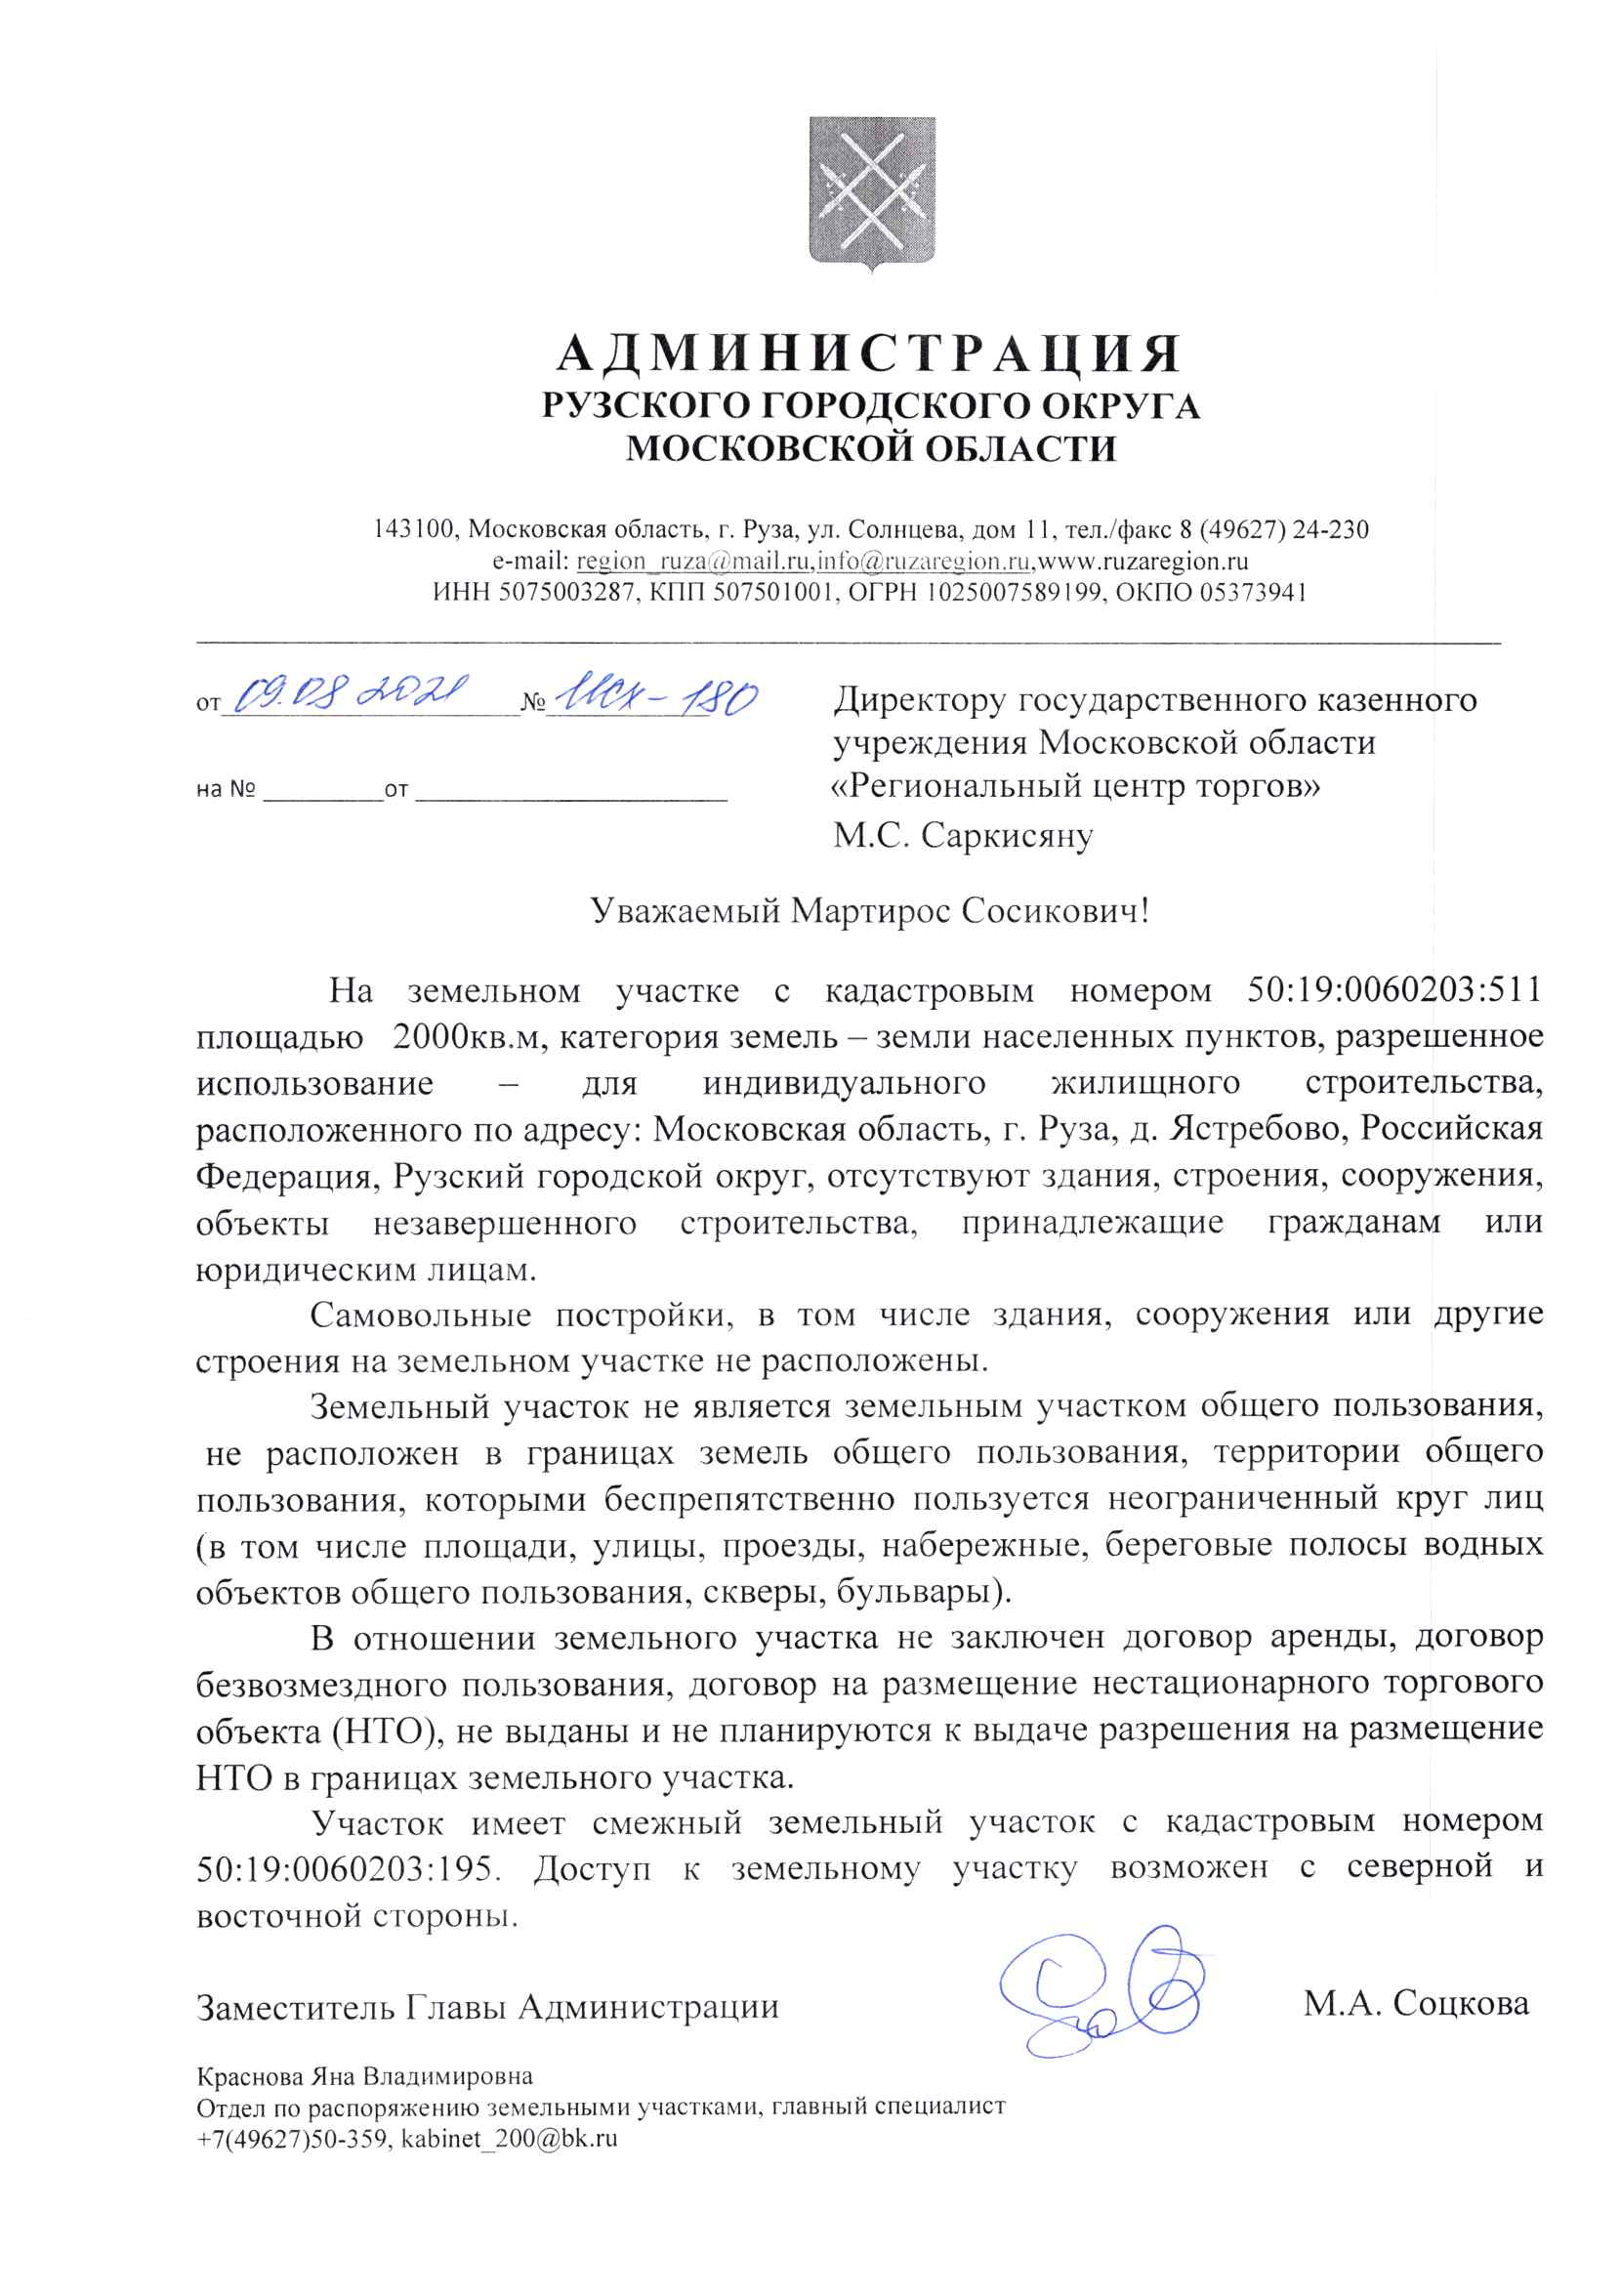 АДМИНИСТРАЦИЯ
РУЗСКОГО ГОРОДСКОГО ОКРУГА
МОСКОВСКОЙ ОБЛАСТИ
143100, Московская область, г. Руза, ул. Солнцева, дом 11, тел./факс 8 (49627) 24-230
e-mail: region_ruza@mail.ru,info@ruzaregion.ru,www.ruzaregion.ru
ИНН 5075003287, КПП 507501001, ОГРН 1025007589199, ОКПО 05373941
от 09.08 2021 № Исх-180
на № ________ от ________
Директору государственного казенного
учреждения Московской области
«Региональный центр торгов»
М.С. Саркисяну
Уважаемый Мартирос Сосикович!
На земельном участке с кадастровым номером 50:19:0060203:511
площадью 2000кв.м, категория земель – земли населенных пунктов, разрешенное
использование – для индивидуального жилищного строительства,
расположенного по адресу: Московская область, г. Руза, д. Ястребово, Российская
Федерация, Рузский городской округ, отсутствуют здания, строения, сооружения,
объекты незавершенного строительства, принадлежащие гражданам или
юридическим лицам.
Самовольные постройки, в том числе здания, сооружения или другие
строения на земельном участке не расположены.
Земельный участок не является земельным участком общего пользования,
не расположен в границах земель общего пользования, территории общего
пользования, которыми беспрепятственно пользуется неограниченный круг лиц
(в том числе площади, улицы, проезды, набережные, береговые полосы водных
объектов общего пользования, скверы, бульвары).
В отношении земельного участка не заключен договор аренды, договор
безвозмездного пользования, договор на размещение нестационарного торгового
объекта (НТО), не выданы и не планируются к выдаче разрешения на размещение
НТО в границах земельного участка.
Участок имеет смежный земельный участок с кадастровым номером
50:19:0060203:195. Доступ к земельному участку возможен с северной и
восточной стороны.
Заместитель Главы Администрации М.А. Соцкова
Краснова Яна Владимировна
Отдел по распоряжению земельными участками, главный специалист
+7(49627)50-359, kabinet_200@bk.ru